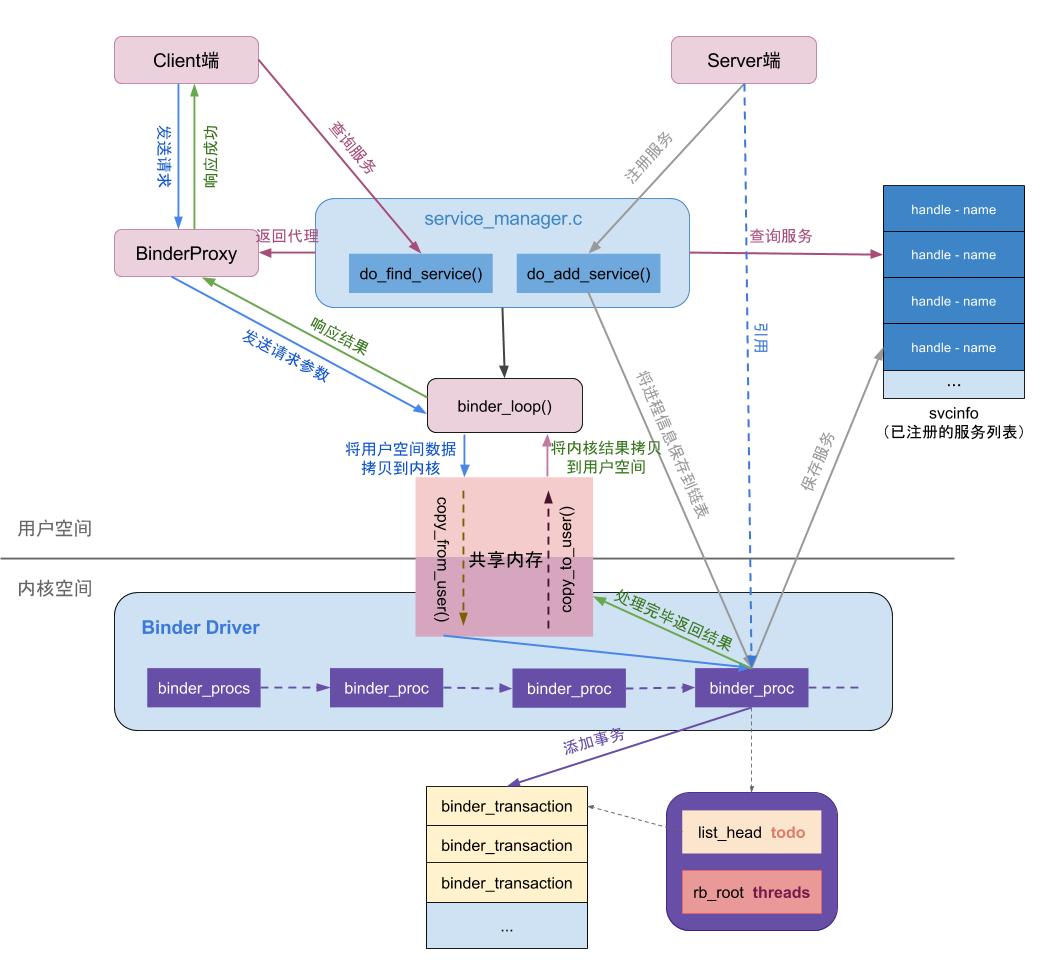 Client端
Server端
发送请求
响应成功
查询服务
注册服务
service_manager.c
handle - name
BinderProxy
返回代理
查询服务
handle - name
do_find_service()
do_add_service()
handle - name
响应结果
发送请求参数
引用
handle - name
...
binder_loop()
svcinfo
（已注册的服务列表）
将用户空间数据
拷贝到内核
将内核结果拷贝
到用户空间
将进程信息保存到链表
保存服务
用户空间
copy_from_user()
共享内存
copy_to_user()
内核空间
处理完毕返回结果
Binder Driver
binder_procs
binder_proc
binder_proc
binder_proc
添加事务
binder_transaction
list_head todo
binder_transaction
binder_transaction
rb_root threads
...